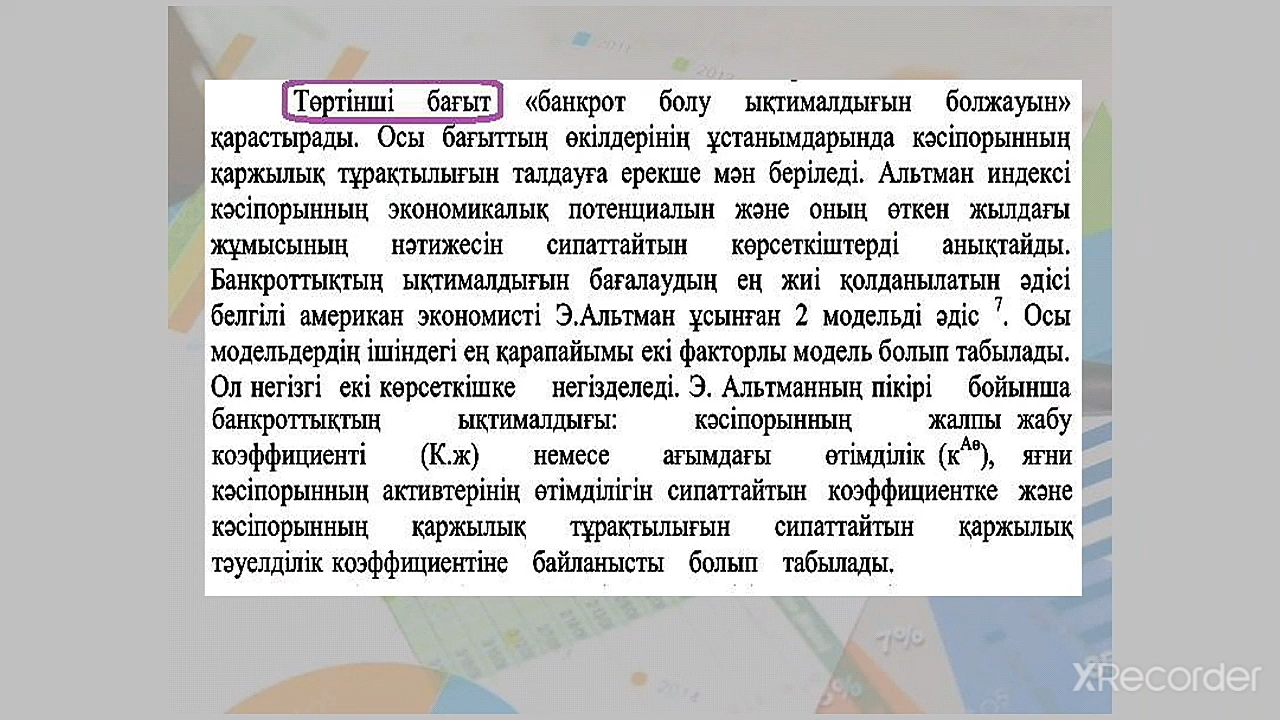 2011
2012
Төртінші бағыт «банкрот болу ықтималдығын болжауын»
қарастырады. Осы бағыттың өкілдерінің ұстанымдарында кәсіпорынның
қаржылық тұрақтылығын талдауға ерекше мән беріледі. Альтман индексі
кәсіпорынның экономикалық потенциалын және оның өткен жылдағы
жұмысының нәтижесін сипаттайтын көрсеткіштерді анықтайды.
Банкроттықтың ықтималдығын бағалаудың ең жиі қолданылатын әдісі
белгілі американ экономисті Э.Альтман ұсынған 2 модельді әдіс ⁷. Осы
модельдердің ішіндегі ең қарапайымы екі факторлы модель болып табылады.
Ол негізгі екі көрсеткішке негізделеді. Э. Альтманның пікірі бойынша
банкроттықтың ықтималдығы: кәсіпорынның жалпы жабу
коэффициенті (К.ж) немесе ағымдағы өтімділік (кАө), яғни
кәсіпорынның активтерінің өтімділігін сипаттайтын коэффициентке және
кәсіпорынның қаржылық тұрақтылығын сипаттайтын қаржылық
тәуелділік коэффициентіне байланысты болып табылады.
7%
2014
XRecorder